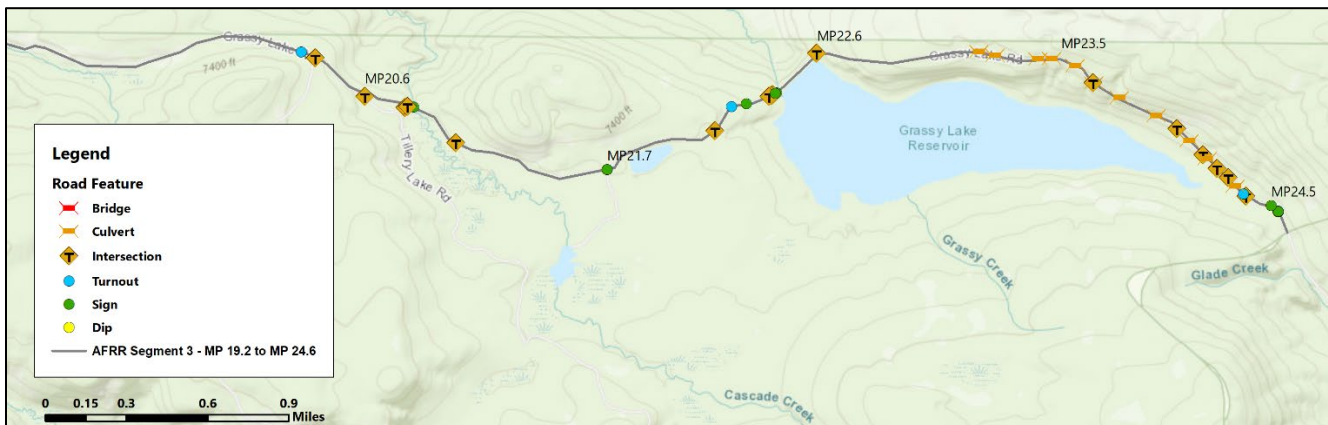 MP22.6
Grassy Lake
Grassy Lake Rd
MP23.5
7400 ft
MP20.6
7400 ft
Grassy Lake
Reservoir
Tillery Lake Rd
MP21.7
MP24.5
Grassy Creek
Glade Creek
Cascade Creek
Legend
Road Feature
Bridge
Culvert
T Intersection
Turnout
Sign
Dip
AFRR Segment 3 - MP 19.2 to MP 24.6
0 0.15 0.3 0.6 0.9
Miles